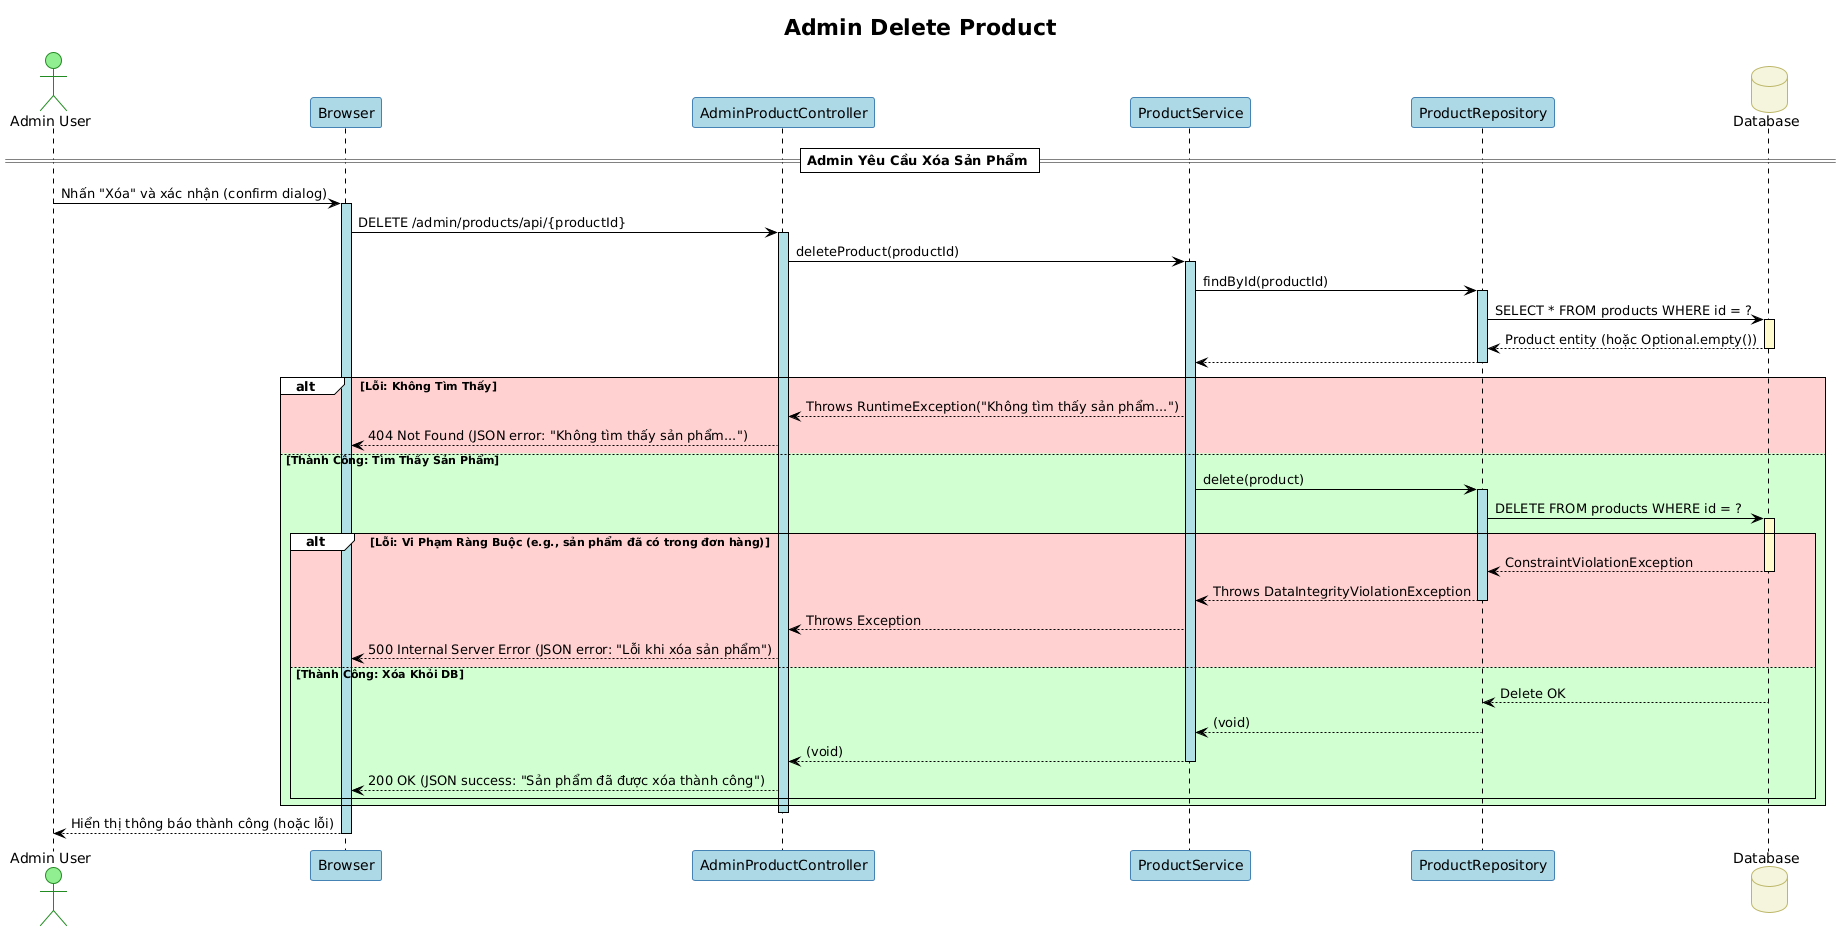 Admin Delete Product
Admin User
Browser
AdminProductController
ProductService
ProductRepository
Database
Admin Yêu Cầu Xóa Sản Phẩm
Nhấn "Xóa" và xác nhận (confirm dialog)
DELETE /admin/products/api/{productId}
deleteProduct(productId)
findById(productId)
SELECT * FROM products WHERE id = ?
Product entity (hoặc Optional.empty())
alt [Lỗi: Không Tìm Thấy]
Throws RuntimeException("Không tìm thấy sản phẩm...")
404 Not Found (JSON error: "Không tìm thấy sản phẩm...")
[Thành Công: Tìm Thấy Sản Phẩm]
delete(product)
DELETE FROM products WHERE id = ?
alt [Lỗi: Vi Phạm Ràng Buộc (e.g., sản phẩm đã có trong đơn hàng)]
ConstraintViolationException
Throws DataIntegrityViolationException
Throws Exception
500 Internal Server Error (JSON error: "Lỗi khi xóa sản phẩm")
[Thành Công: Xóa Khỏi DB]
Delete OK
(void)
(void)
200 OK (JSON success: "Sản phẩm đã được xóa thành công")
Hiển thị thông báo thành công (hoặc lỗi)
Admin User
Browser
AdminProductController
ProductService
ProductRepository
Database